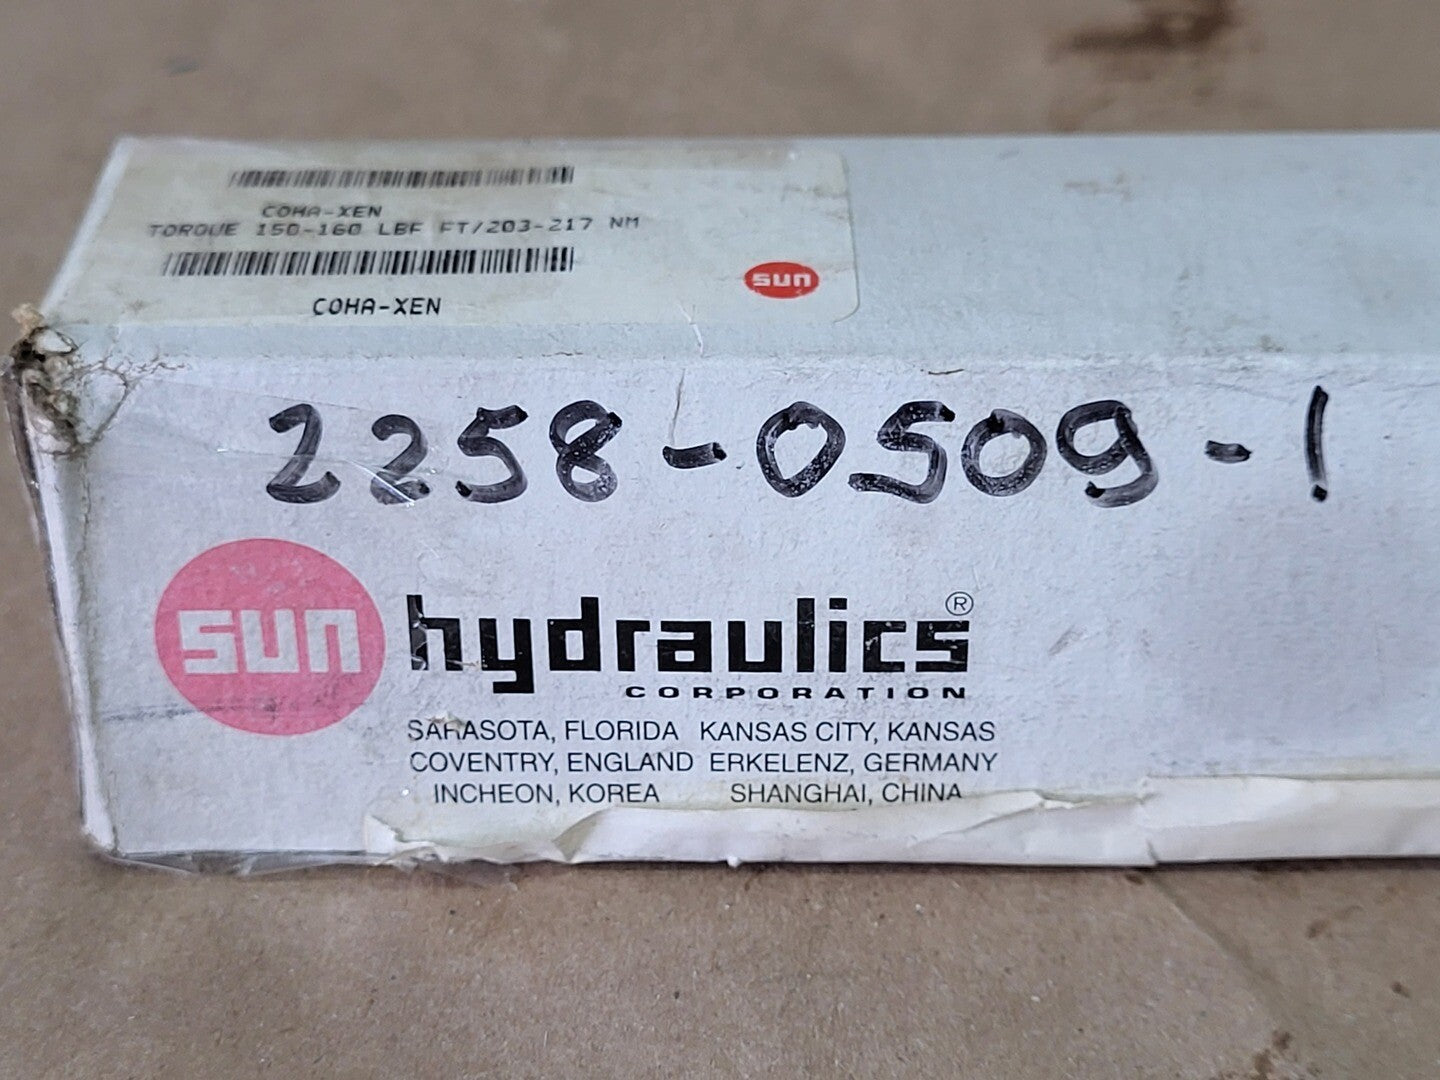 COHA-XEN
TORQUE 150-160 LBF FT/203-217 NM
COHA-XEN
sun
2258-0509-1
sun hydraulics®
CORPORATION
SARASOTA, FLORIDA KANSAS CITY, KANSAS
COVENTRY, ENGLAND ERKELENZ, GERMANY
INCHEON, KOREA SHANGHAI, CHINA